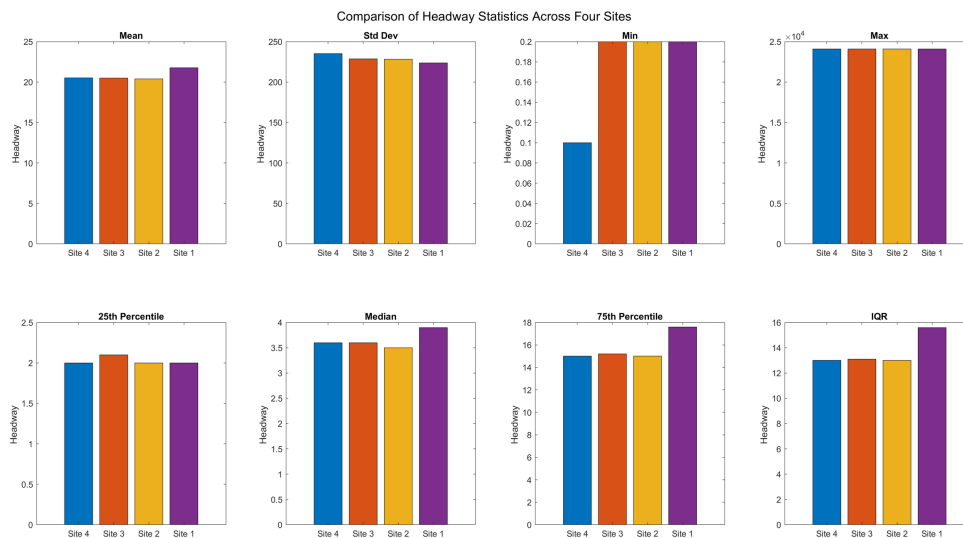 Comparison of Headway Statistics Across Four Sites
Mean
Headway
25
20
15
10
5
0
Site 4 Site 3 Site 2 Site 1
Std Dev
Headway
250
200
150
100
50
0
Site 4 Site 3 Site 2 Site 1
Min
Headway
0.2
0.18
0.16
0.14
0.12
0.1
0.08
0.06
0.04
0.02
0
Site 4 Site 3 Site 2 Site 1
Max
×10^4
Headway
2.5
2
1.5
1
0.5
0
Site 4 Site 3 Site 2 Site 1
25th Percentile
Headway
2.5
2
1.5
1
0.5
0
Site 4 Site 3 Site 2 Site 1
Median
Headway
4
3.5
3
2.5
2
1.5
1
0.5
0
Site 4 Site 3 Site 2 Site 1
75th Percentile
Headway
18
16
14
12
10
8
6
4
2
0
Site 4 Site 3 Site 2 Site 1
IQR
Headway
16
14
12
10
8
6
4
2
0
Site 4 Site 3 Site 2 Site 1